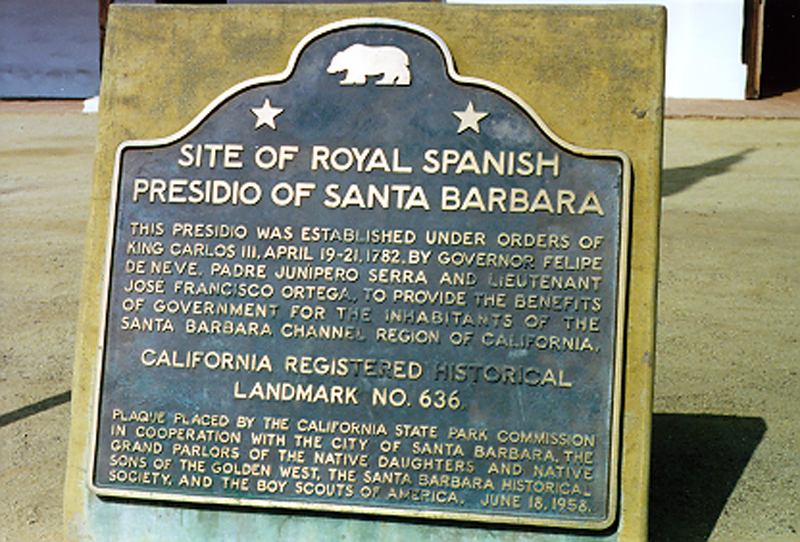 SITE OF ROYAL SPANISH
PRESIDIO OF SANTA BARBARA
THIS PRESIDIO WAS ESTABLISHED UNDER ORDERS OF
KING CARLOS III, APRIL 19-21, 1782, BY GOVERNOR FELIPE
DE NEVE, PADRE JUNÍPERO SERRA AND LIEUTENANT
JOSÉ FRANCISCO ORTEGA, TO PROVIDE THE BENEFITS
OF GOVERNMENT FOR THE INHABITANTS OF THE
SANTA BARBARA CHANNEL REGION OF CALIFORNIA.
CALIFORNIA REGISTERED HISTORICAL
LANDMARK NO. 636
PLAQUE PLACED BY THE CALIFORNIA STATE PARK COMMISSION
IN COOPERATION WITH THE CITY OF SANTA BARBARA, THE
GRAND PARLORS OF THE NATIVE DAUGHTERS AND NATIVE
SONS OF THE GOLDEN WEST, THE SANTA BARBARA HISTORICAL
SOCIETY, AND THE BOY SCOUTS OF AMERICA. JUNE 18, 1958.